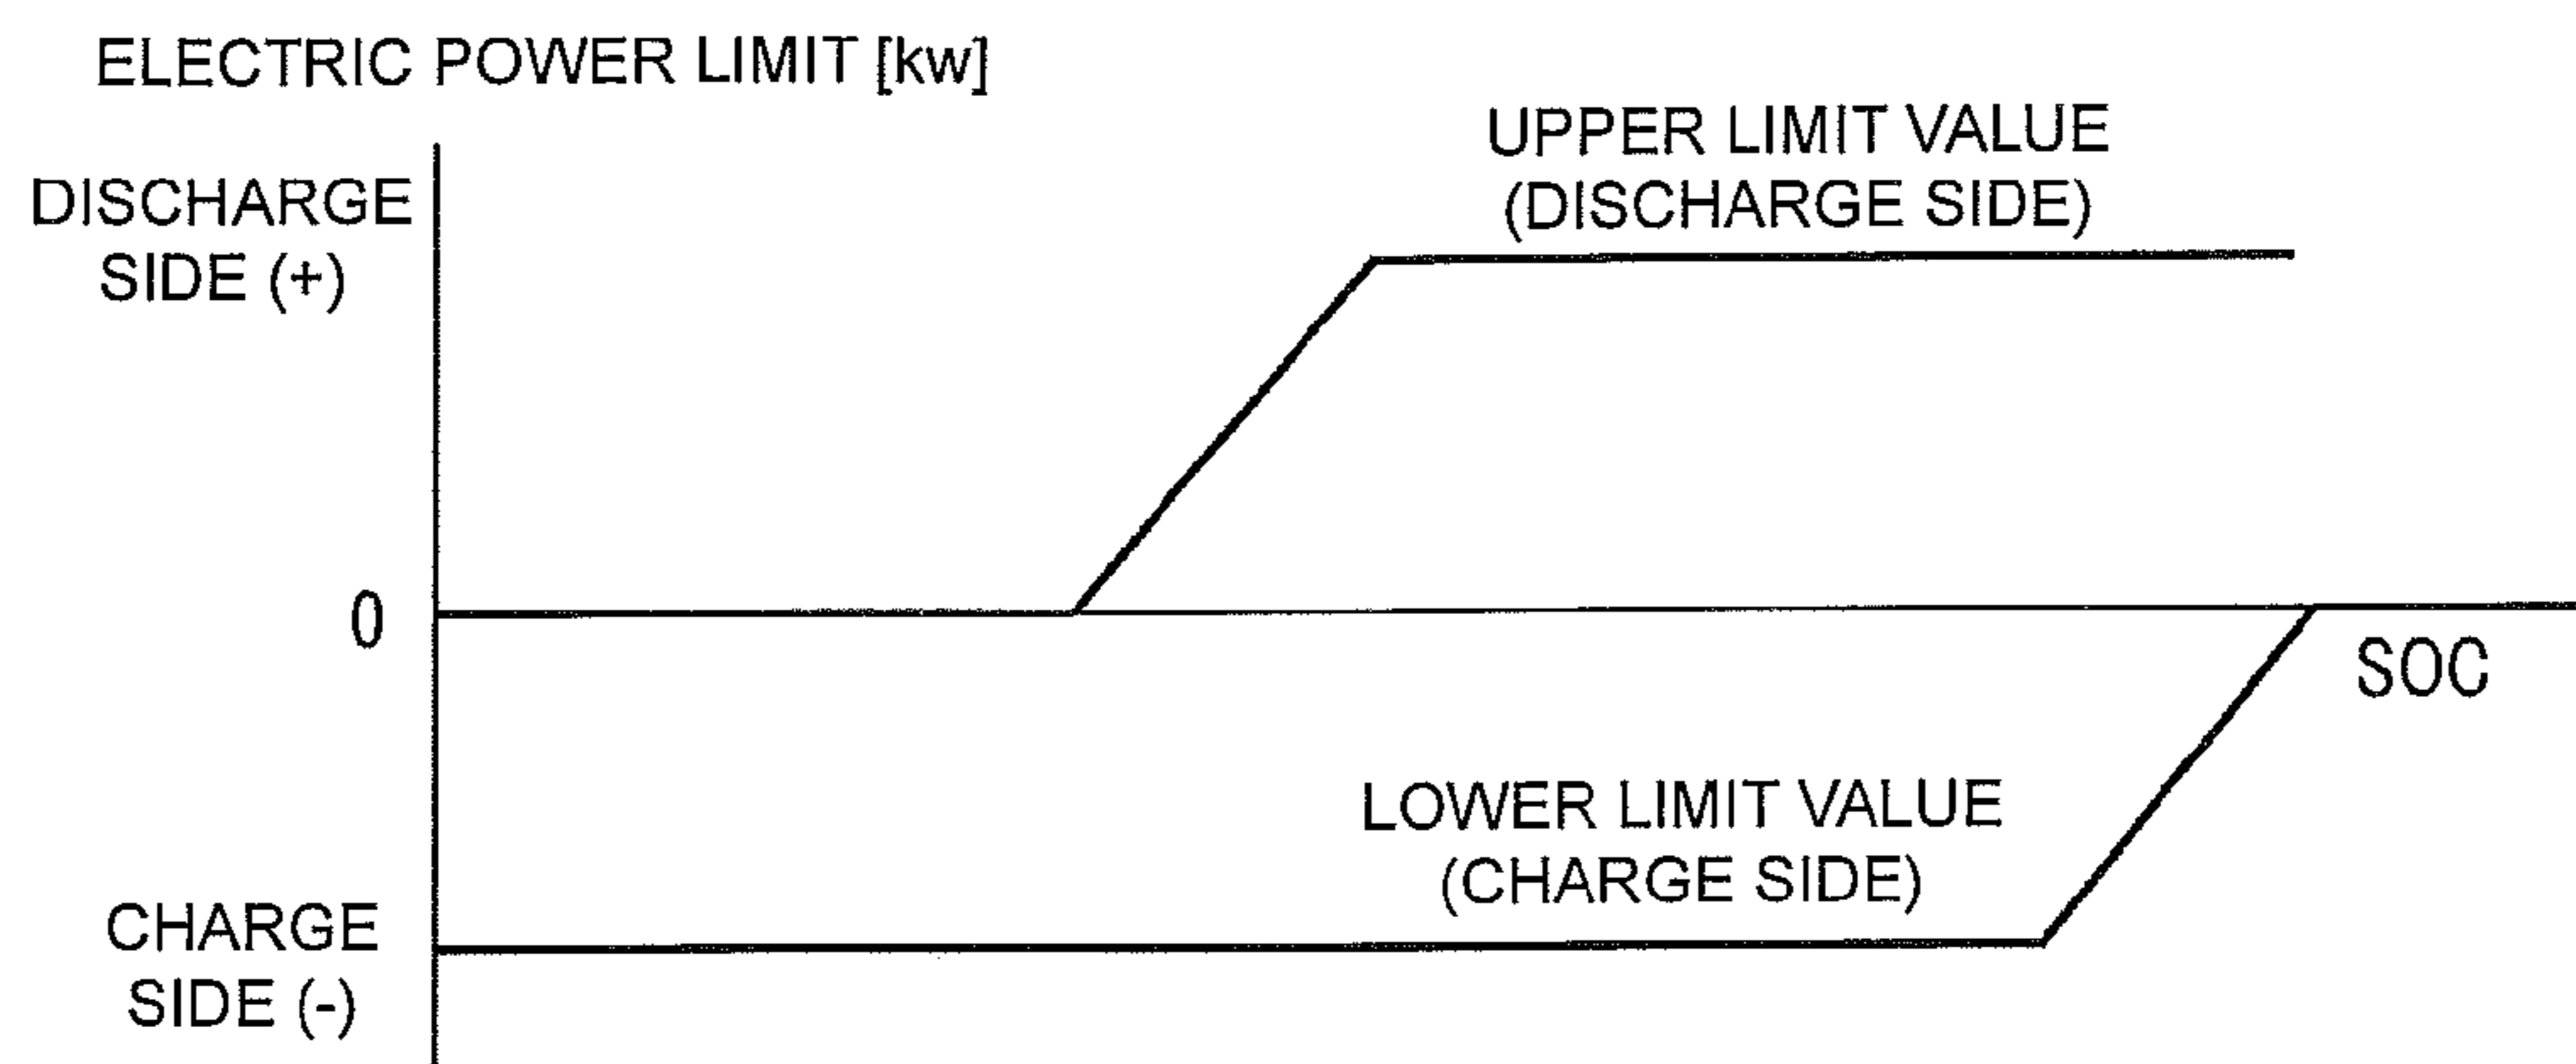 ELECTRIC POWER LIMIT [kw]
UPPER LIMIT VALUE
(DISCHARGE SIDE)
DISCHARGE
SIDE (+)
0
SOC
LOWER LIMIT VALUE
(CHARGE SIDE)
CHARGE
SIDE (-)